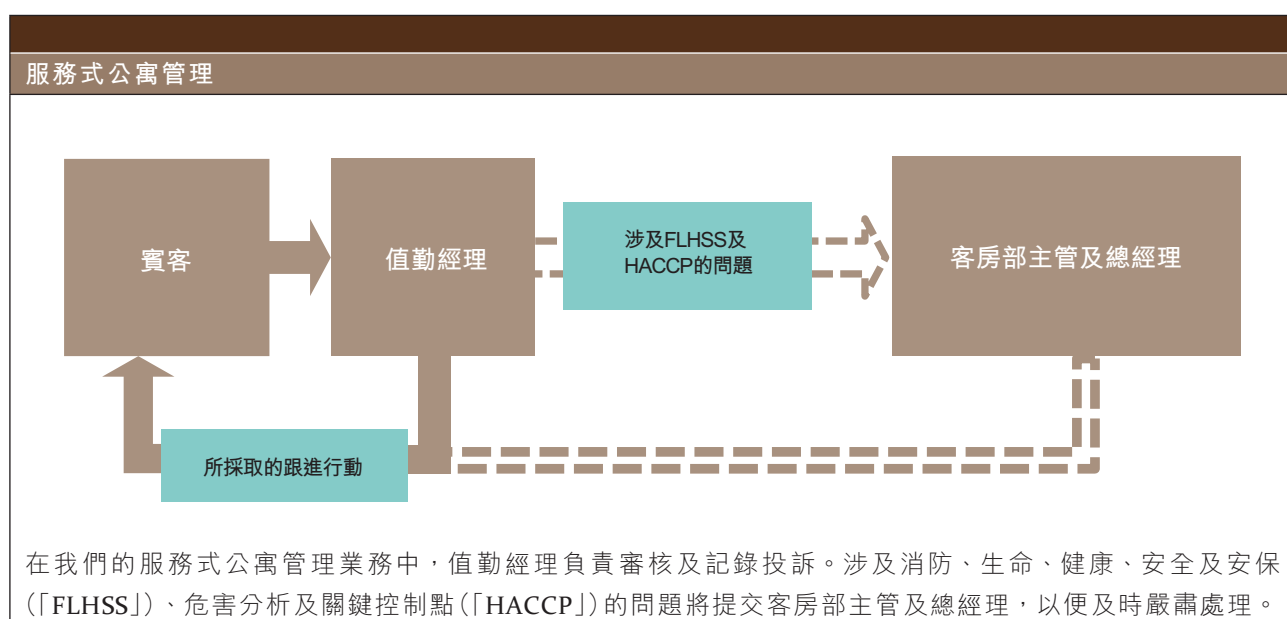 服務式公寓管理
賓客
值勤經理
涉及FLHSS及
HACCP的問題
客房部主管及總經理
所採取的跟進行動
在我們的服務式公寓管理業務中，值勤經理負責審核及記錄投訴。涉及消防、生命、健康、安全及安保
（「FLHSS」）、危害分析及關鍵控制點（「HACCP」）的問題將提交客房部主管及總經理，以便及時嚴肅處理。